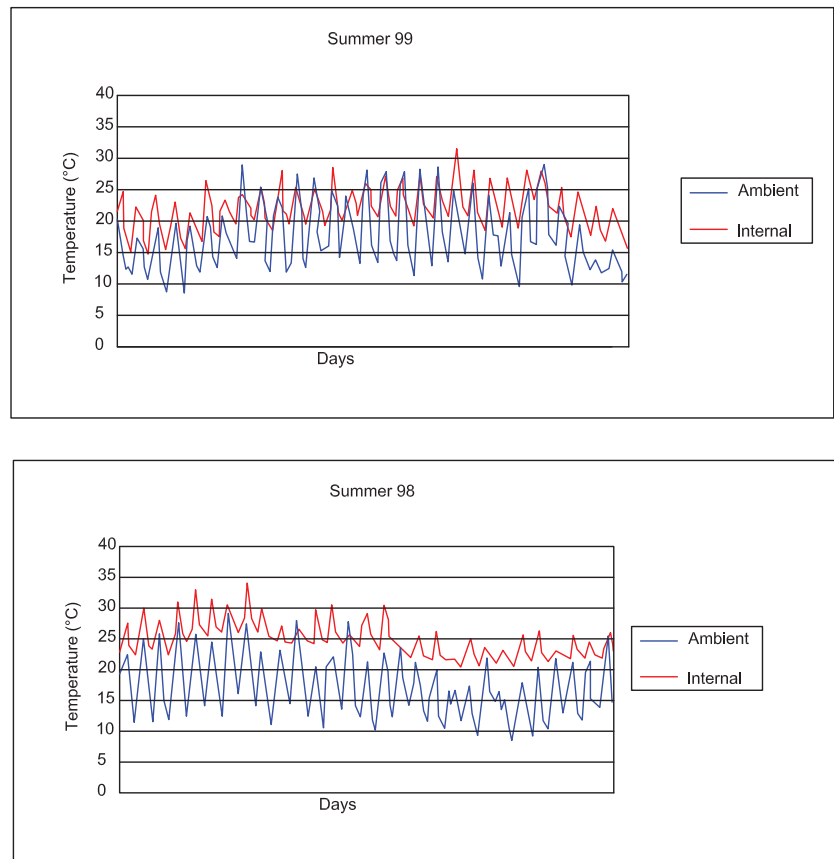 Summer 99
Temperature (°C)
40
35
30
25
20
15
10
5
0
Days
Ambient
Internal
Summer 98
Temperature (°C)
40
35
30
25
20
15
10
5
0
Days
Ambient
Internal